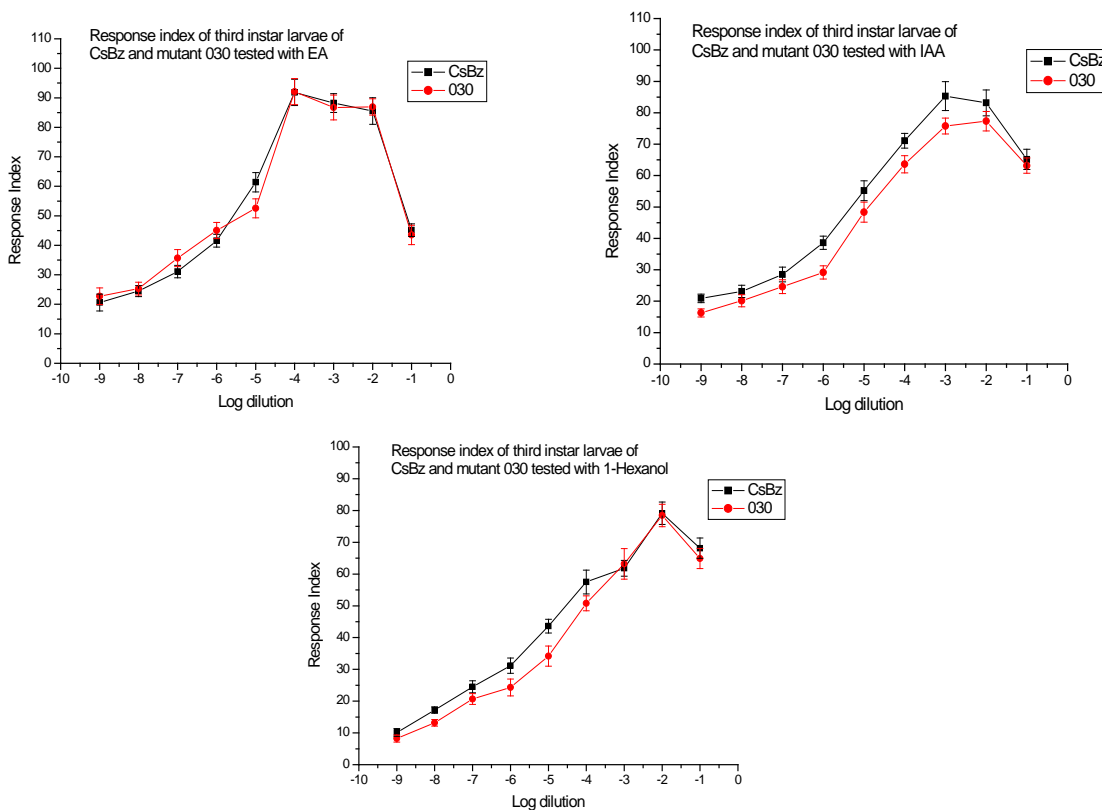 Response index of third instar larvae of
CsBz and mutant 030 tested with EA
CsBz
030
Response Index
110
100
90
80
70
60
50
40
30
20
10
0
-10 -9 -8 -7 -6 -5 -4 -3 -2 -1 0
Log dilution
Response index of third instar larvae of
CsBz and mutant 030 tested with IAA
CsBz
030
Response Index
110
100
90
80
70
60
50
40
30
20
10
0
-10 -9 -8 -7 -6 -5 -4 -3 -2 -1 0
Log dilution
Response index of third instar larvae of
CsBz and mutant 030 tested with 1-Hexanol
CsBz
030
Response Index
100
90
80
70
60
50
40
30
20
10
0
-10 -9 -8 -7 -6 -5 -4 -3 -2 -1 0
Log dilution